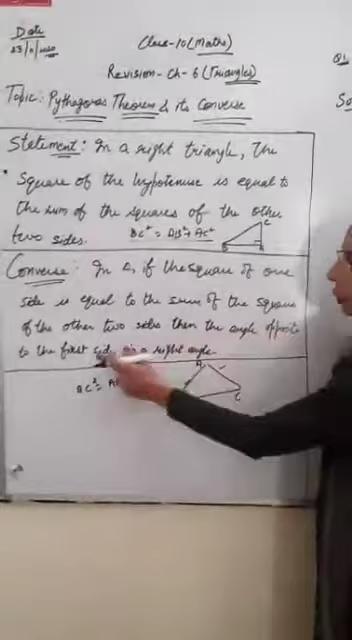 Date
Class-10 (Maths)
Revision- Ch-6 (Triangles)
Topic: Pythagoras Theorem & its Converse
Statement: In a right triangle, the
Square of the hypotenuse is equal to
the sum of the squares of the other
two sides. BC² = AB² + AC²
C
B A
Converse: In a Δ, if the square of one
side is equal to the sum of the square
of the other two sides then the angle opposite
to the first side is a right angle.
BC² =
A
C
Q1
So